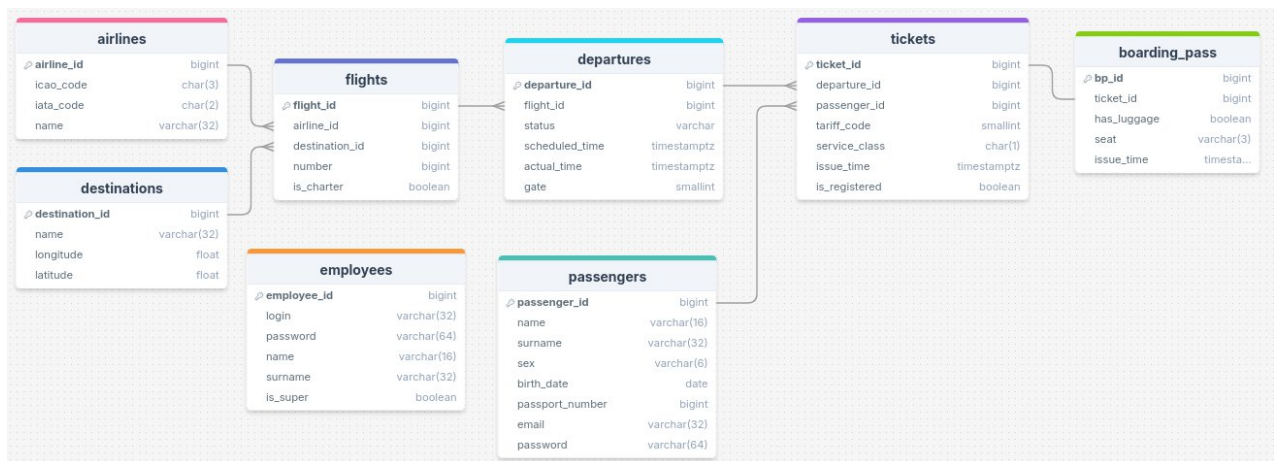 airlines
airline_id bigint
icao_code char(3)
iata_code char(2)
name varchar(32)
destinations
destination_id bigint
name varchar(32)
longitude float
latitude float
flights
flight_id bigint
airline_id bigint
destination_id bigint
number bigint
is_charter boolean
employees
employee_id bigint
login varchar(32)
password varchar(64)
name varchar(16)
surname varchar(32)
is_super boolean
departures
departure_id bigint
flight_id bigint
status varchar
scheduled_time timestamptz
actual_time timestamptz
gate smallint
passengers
passenger_id bigint
name varchar(16)
surname varchar(32)
sex varchar(6)
birth_date date
passport_number bigint
email varchar(32)
password varchar(64)
tickets
ticket_id bigint
departure_id bigint
passenger_id bigint
tariff_code smallint
service_class char(1)
issue_time timestamptz
is_registered boolean
boarding_pass
bp_id bigint
ticket_id bigint
has_luggage boolean
seat varchar(3)
issue_time timesta...